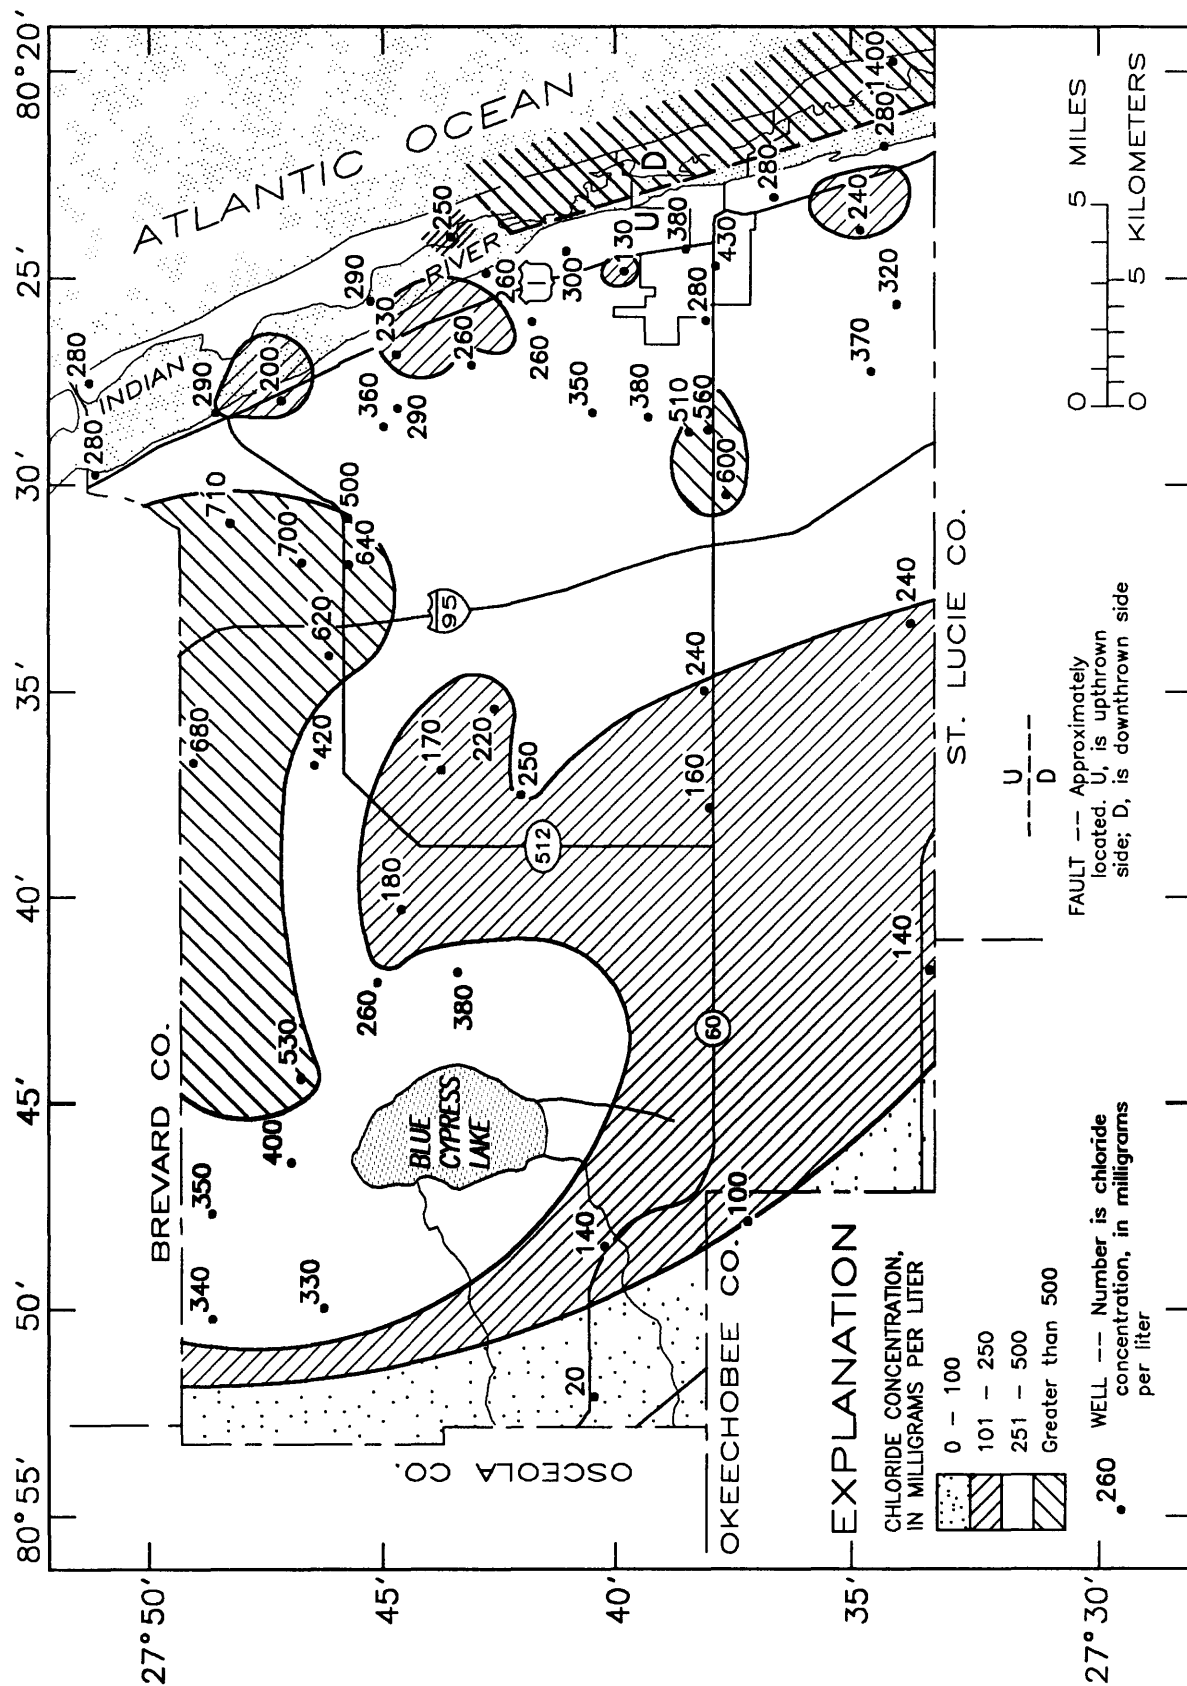 80°55′
50′
45′
40′
35′
30′
25′
80°20′
27°50′
45′
40′
35′
27°30′
BREVARD CO.
ATLANTIC OCEAN
INDIAN
RIVER
OSCEOLA CO.
OKEECHOBEE CO.
ST. LUCIE CO.
BLUE
CYPRESS
LAKE
95
512
60
1
U
D
340
350
330
400
530
680
420
620
700
710
640
500
280
280
290
200
290
360
290
230
260
250
260
260
300
350
380
130
380
430
280
280
510
560
600
370
320
240
280
1400
260
380
180
170
220
250
160
240
240
140
140
100
20
EXPLANATION
CHLORIDE CONCENTRATION,
IN MILLIGRAMS PER LITER
0 – 100
101 – 250
251 – 500
Greater than 500
260 WELL -- Number is chloride
concentration, in milligrams
per liter
U
D
FAULT -- Approximately
located. U, is upthrown
side; D, is downthrown side
0 5 MILES
0 5 KILOMETERS